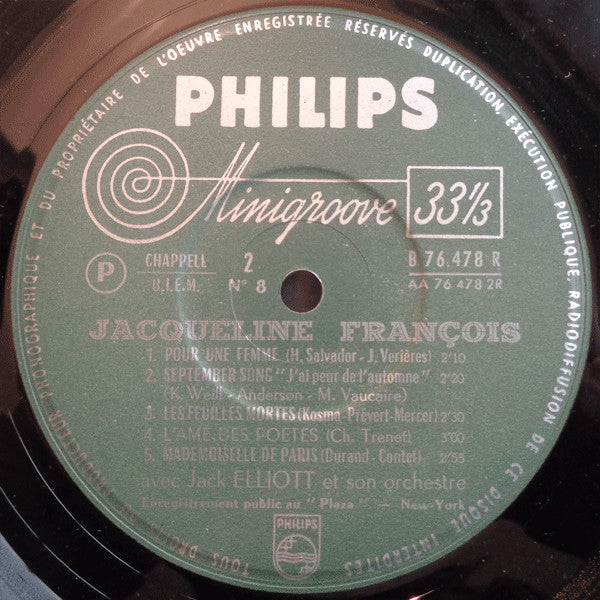 TOUS DROITS DU PRODUCTEUR PHONOGRAPHIQUE ET DU PROPRIÉTAIRE DE L'OEUVRE ENREGISTRÉE RÉSERVÉS DUPLICATION, EXÉCUTION PUBLIQUE, RADIODIFFUSION DE CE DISQUE INTERDITES
PHILIPS
Minigroove 33 1/3
P CHAPPELL 2 B 76.478 R
B.I.E.M. N° 8 AA 76 478 2R
JACQUELINE FRANÇOIS
1. POUR UNE FEMME (H. Salvador - J. Verières) 2'10
2. SEPTEMBER SONG "J'ai peur de l'automne" 2'20
(K. Weill - Anderson - M. Vaucaire)
3. LES FEUILLES MORTES (Kosma-Prévert-Mercer) 2'30
4. L'AME DES POETES (Ch. Trenet) 3'00
5. MADEMOISELLE DE PARIS (Durand - Contet) 2'55
avec Jack ELLIOTT et son orchestre
Enregistrement public au "Plaza" — New-York
PHILIPS